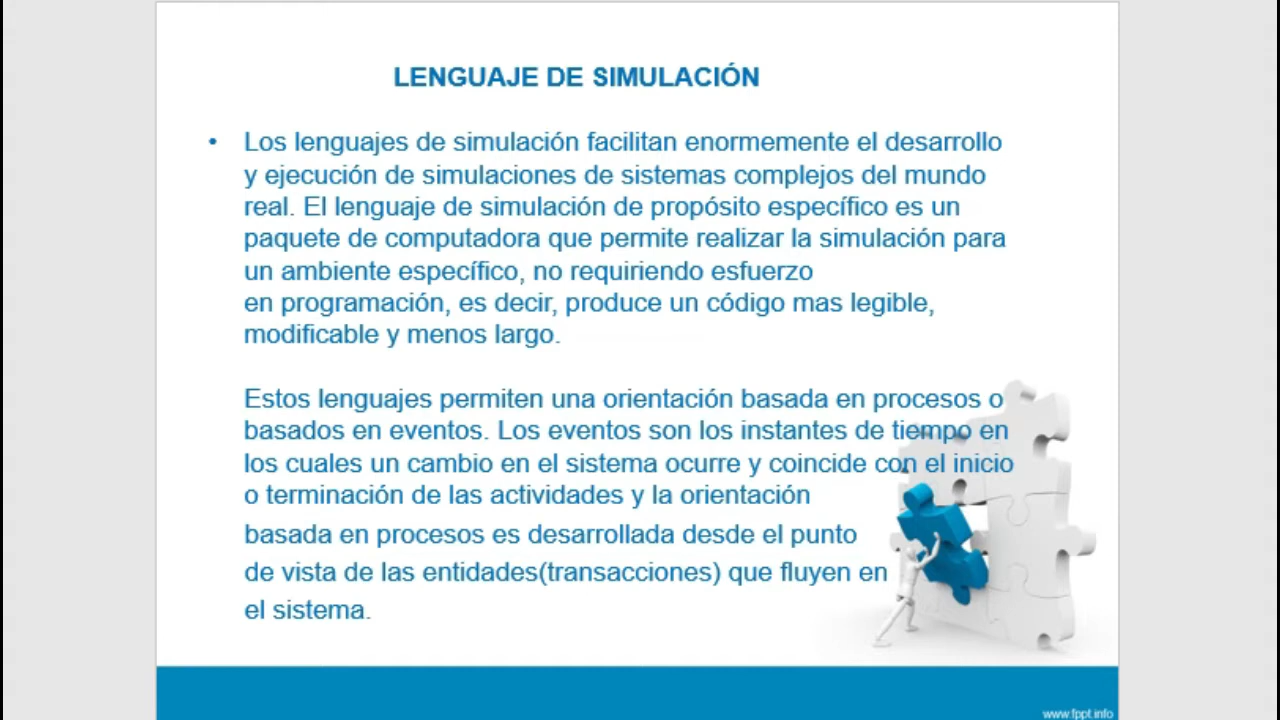 LENGUAJE DE SIMULACIÓN
• Los lenguajes de simulación facilitan enormemente el desarrollo
y ejecución de simulaciones de sistemas complejos del mundo
real. El lenguaje de simulación de propósito específico es un
paquete de computadora que permite realizar la simulación para
un ambiente específico, no requiriendo esfuerzo
en programación, es decir, produce un código mas legible,
modificable y menos largo.
Estos lenguajes permiten una orientación basada en procesos o
basados en eventos. Los eventos son los instantes de tiempo en
los cuales un cambio en el sistema ocurre y coincide con el inicio
o terminación de las actividades y la orientación
basada en procesos es desarrollada desde el punto
de vista de las entidades(transacciones) que fluyen en
el sistema.
www.fppt.info